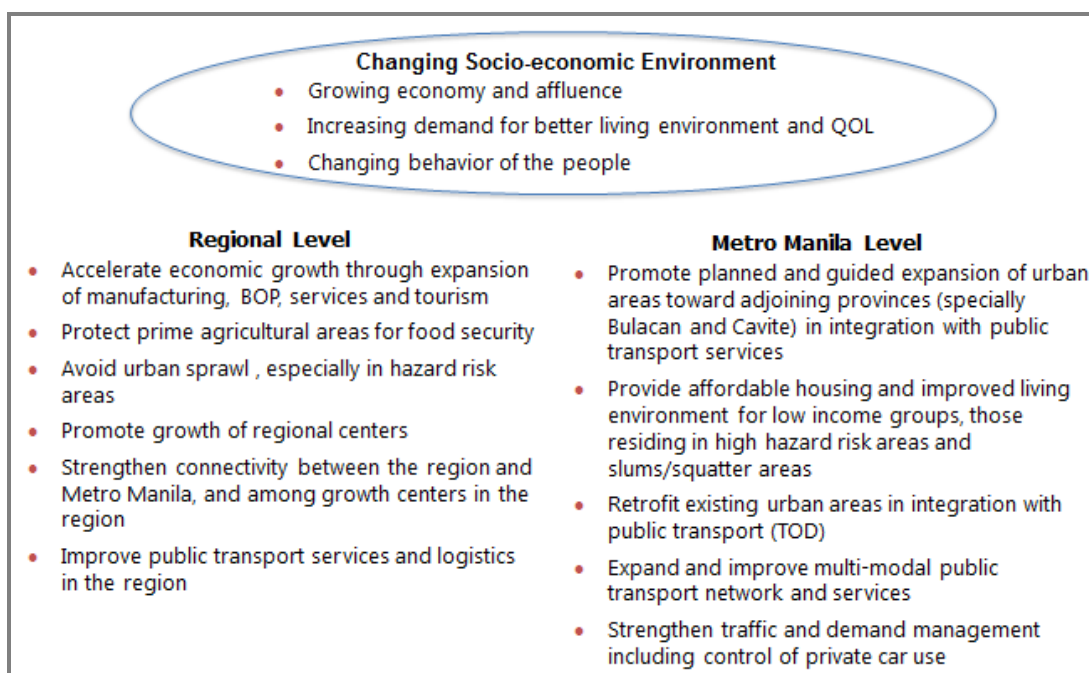 Changing Socio-economic Environment
• Growing economy and affluence
• Increasing demand for better living environment and QOL
• Changing behavior of the people
Regional Level
• Accelerate economic growth through expansion
of manufacturing, BOP, services and tourism
• Protect prime agricultural areas for food security
• Avoid urban sprawl , especially in hazard risk
areas
• Promote growth of regional centers
• Strengthen connectivity between the region and
Metro Manila, and among growth centers in the
region
• Improve public transport services and logistics
in the region
Metro Manila Level
• Promote planned and guided expansion of urban
areas toward adjoining provinces (specially
Bulacan and Cavite) in integration with public
transport services
• Provide affordable housing and improved living
environment for low income groups, those
residing in high hazard risk areas and
slums/squatter areas
• Retrofit existing urban areas in integration with
public transport (TOD)
• Expand and improve multi-modal public
transport network and services
• Strengthen traffic and demand management
including control of private car use